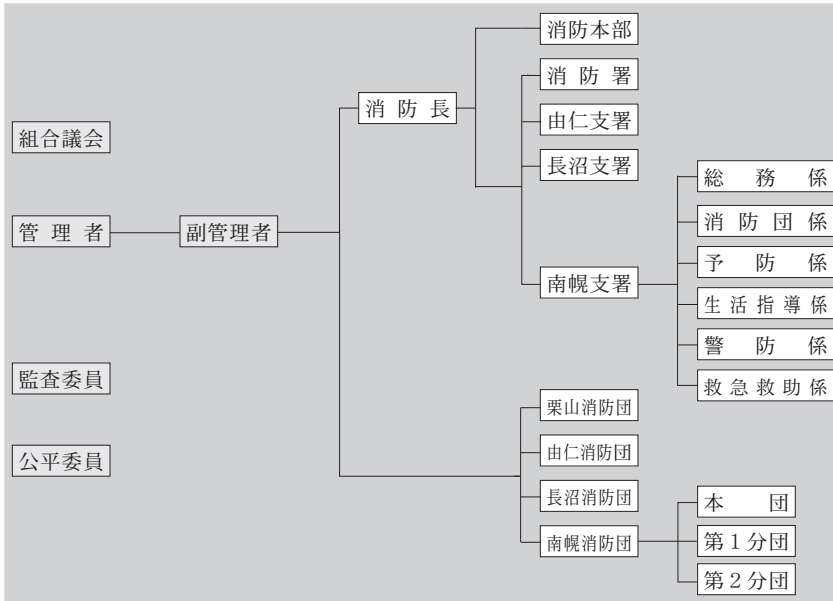 消防本部
消防署
消防長
由仁支署
組合議会
長沼支署
総務係
消防団係
管理者
副管理者
予防係
南幌支署
生活指導係
警防係
監査委員
救急救助係
栗山消防団
由仁消防団
公平委員
長沼消防団
本団
南幌消防団
第1分団
第2分団